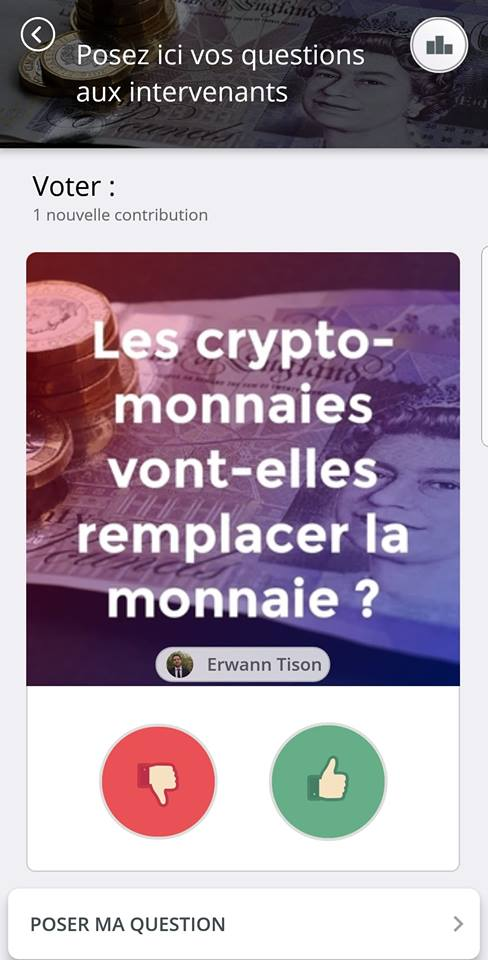 Posez ici vos questions
aux intervenants
Voter :
1 nouvelle contribution
Les crypto-
monnaies
vont-elles
remplacer la
monnaie ?
Erwann Tison
POSER MA QUESTION